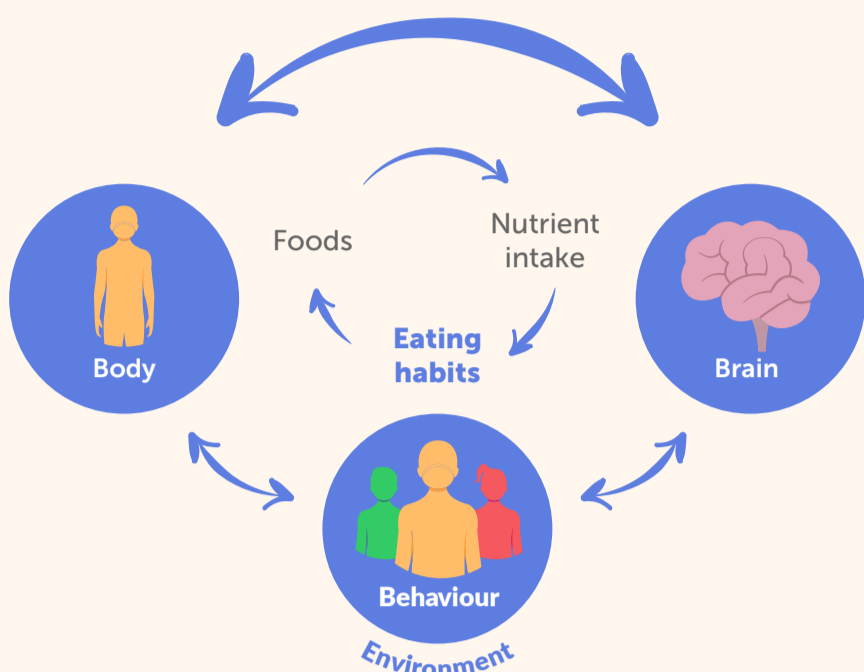 Foods
Nutrient
intake
Eating
habits
Body
Brain
Behaviour
Environment